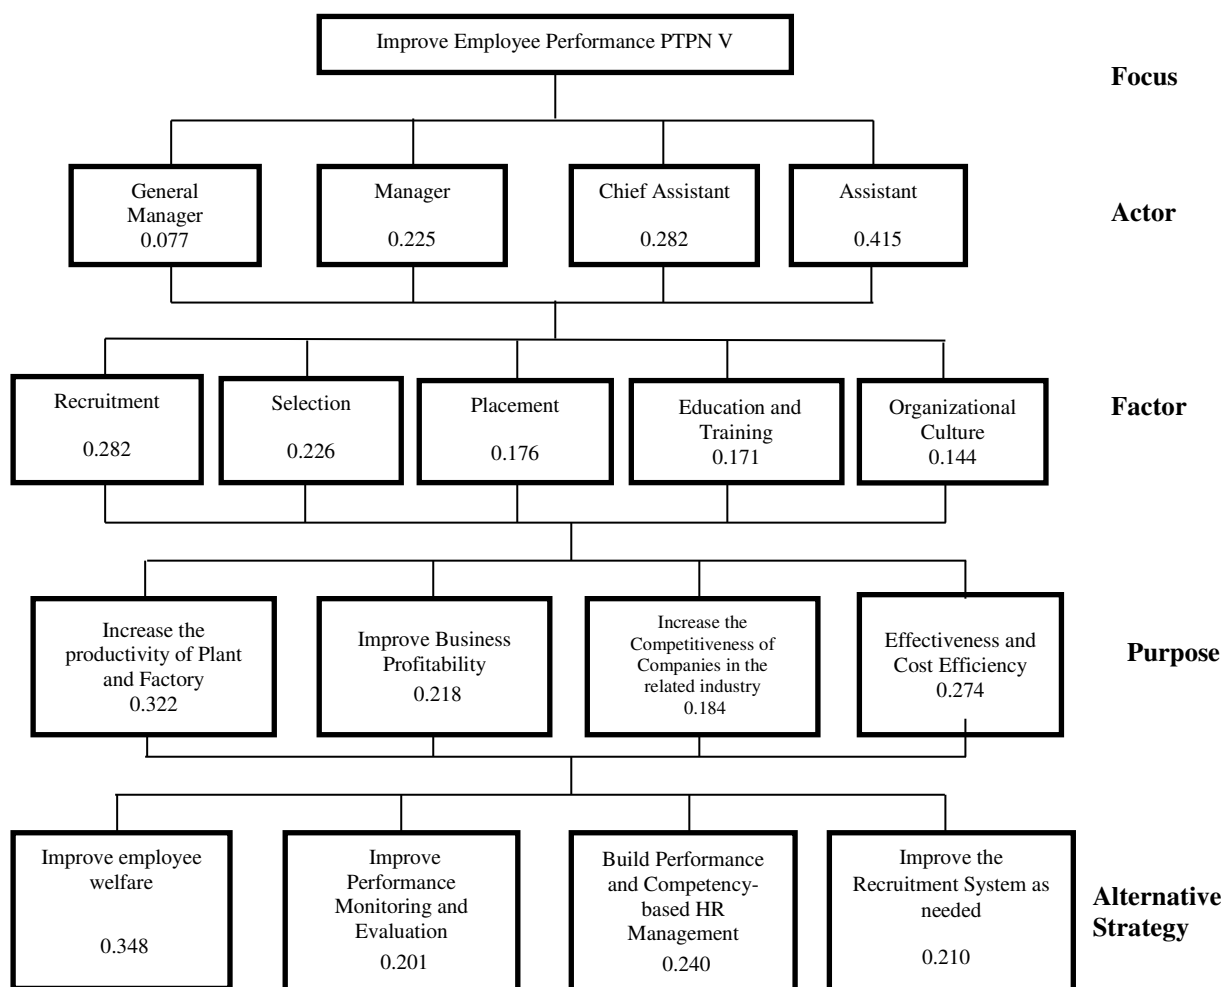 Improve Employee Performance PTPN V
Focus
General
Manager
0.077
Manager
0.225
Chief Assistant
0.282
Assistant
0.415
Actor
Recruitment
0.282
Selection
0.226
Placement
0.176
Education and
Training
0.171
Organizational
Culture
0.144
Factor
Increase the
productivity of Plant
and Factory
0.322
Improve Business
Profitability
0.218
Increase the
Competitiveness of
Companies in the
related industry
0.184
Effectiveness and
Cost Efficiency
0.274
Purpose
Improve employee
welfare
0.348
Improve
Performance
Monitoring and
Evaluation
0.201
Build Performance
and Competency-
based HR
Management
0.240
Improve the
Recruitment System as
needed
0.210
Alternative
Strategy